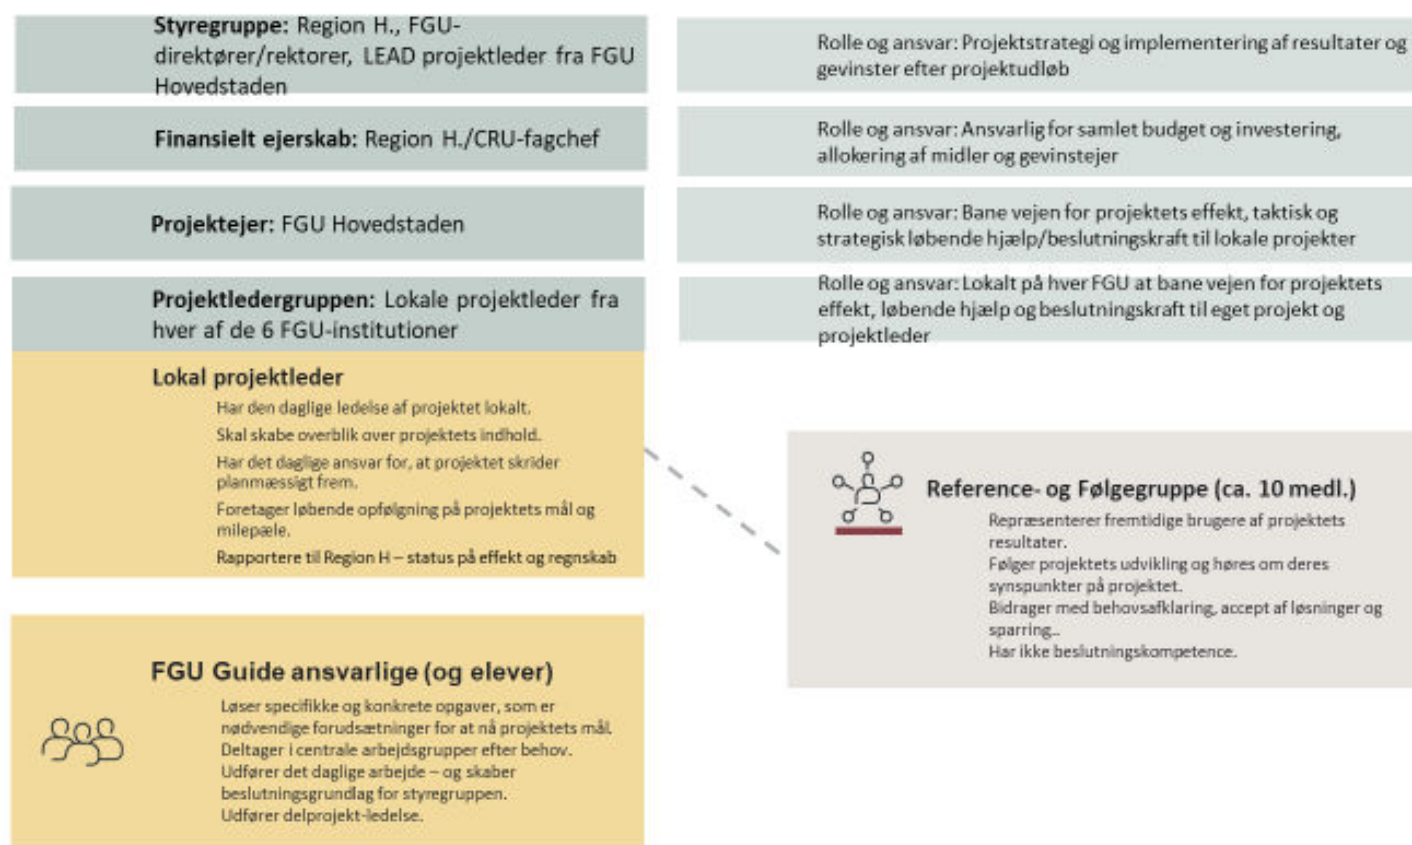 Styregruppe: Region H., FGU-
direktører/rektorer, LEAD projektleder fra FGU
Hovedstaden
Rolle og ansvar: Projektstrategi og implementering af resultater og
gevinster efter projektudløb
Finansielt ejerskab: Region H./CRU-fagchef
Rolle og ansvar: Ansvarlig for samlet budget og investering,
allokering af midler og gevinstejer
Projektejer: FGU Hovedstaden
Rolle og ansvar: Bane vejen for projektets effekt, taktisk og
strategisk løbende hjælp/beslutningskraft til lokale projekter
Projektledergruppen: Lokale projektleder fra
hver af de 6 FGU-institutioner
Rolle og ansvar: Lokalt på hver FGU at bane vejen for projektets
effekt, løbende hjælp og beslutningskraft til eget projekt og
projektleder
Lokal projektleder
Har den daglige ledelse af projektet lokalt.
Skal skabe overblik over projektets indhold.
Har det daglige ansvar for, at projektet skrider
planmæssigt frem.
Foretager løbende opfølgning på projektets mål og
milepæle.
Rapportere til Region H – status på effekt og regnskab
Reference- og Følgegruppe (ca. 10 medl.)
Repræsenterer fremtidige brugere af projektets
resultater.
Følger projektets udvikling og høres om deres
synspunkter på projektet.
Bidrager med behovsafklaring, accept af løsninger og
sparring..
Har ikke beslutningskompetence.
FGU Guide ansvarlige (og elever)
Løser specifikke og konkrete opgaver, som er
nødvendige forudsætninger for at nå projektets mål.
Deltager i centrale arbejdsgrupper efter behov.
Udfører det daglige arbejde – og skaber
beslutningsgrundlag for styregruppen.
Udfører delprojekt-ledelse.